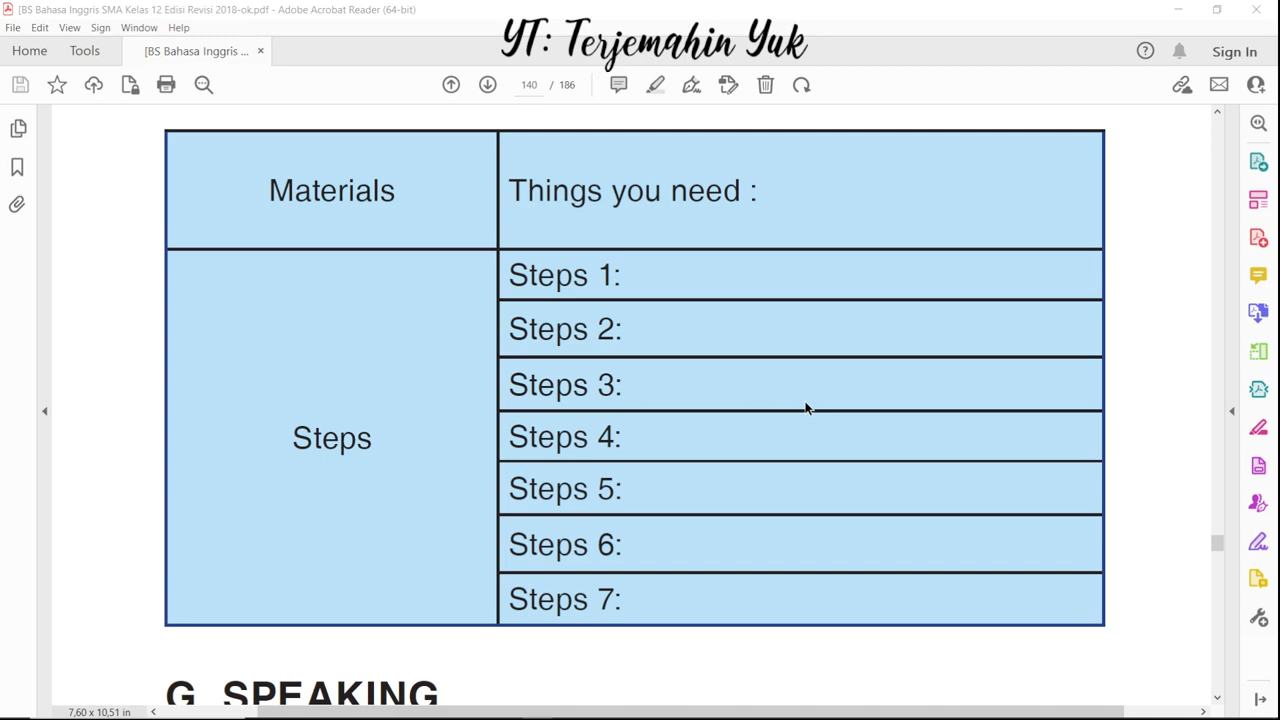 [BS Bahasa Inggris SMA Kelas 12 Edisi Revisi 2018-ok.pdf - Adobe Acrobat Reader (64-bit)
File Edit View Sign Window Help
YT: Terjemahin Yuk
Home Tools [BS Bahasa Inggris ... × Sign In
140 / 186
Materials
Things you need :
Steps
Steps 1:
Steps 2:
Steps 3:
Steps 4:
Steps 5:
Steps 6:
Steps 7:
G SPEAKING
7,60 x 10,51 in